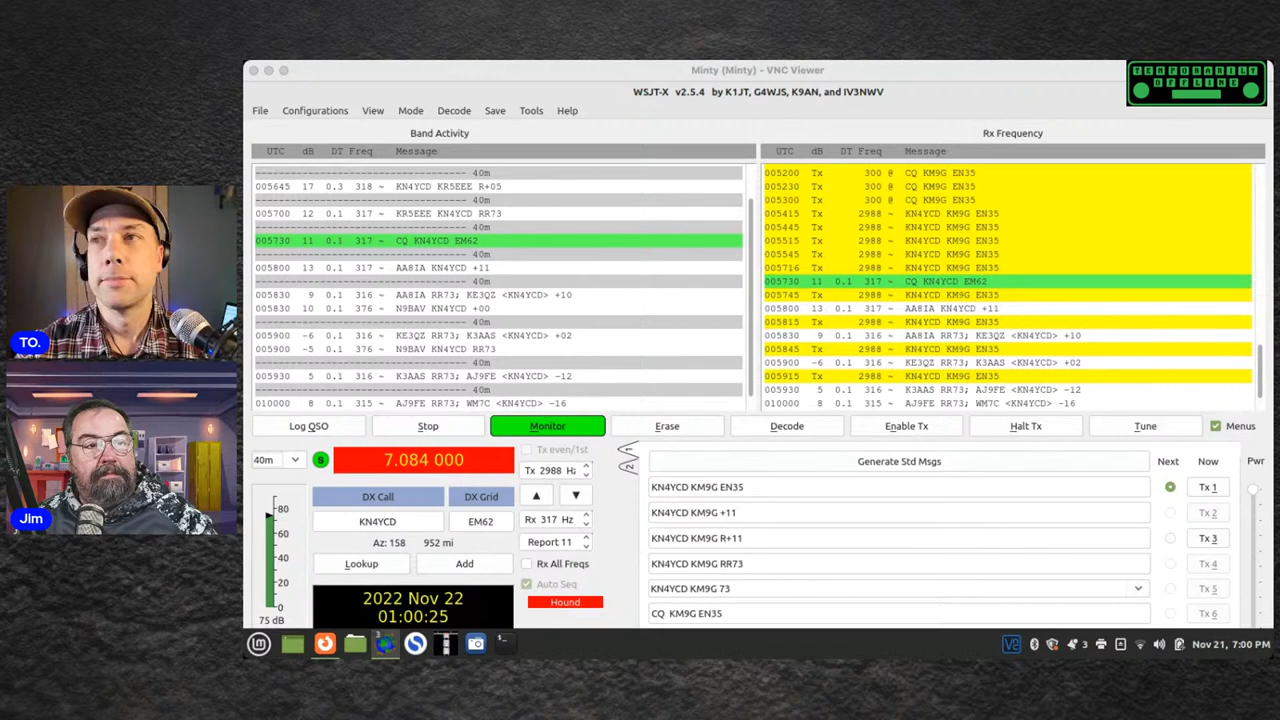 Minty (Minty) - VNC Viewer
TEMPORARILY
OFFLINE
WSJT-X v2.5.4 by K1JT, G4WJS, K9AN, and IV3NWV
File Configurations View Mode Decode Save Tools Help
Band Activity
UTC dB DT Freq Message
---------------------------------- 40m
005645 17 0.3 318 ~ KN4YCD KR5EEE R+05
---------------------------------- 40m
005700 12 0.1 317 ~ KR5EEE KN4YCD RR73
---------------------------------- 40m
005730 11 0.1 317 ~ CQ KN4YCD EM62
---------------------------------- 40m
005800 13 0.1 317 ~ AA8IA KN4YCD +11
---------------------------------- 40m
005830 9 0.1 316 ~ AA8IA RR73; KE3QZ <KN4YCD> +10
005830 10 0.1 376 ~ N9BAV KN4YCD +00
---------------------------------- 40m
005900 -6 0.1 316 ~ KE3QZ RR73; K3AAS <KN4YCD> +02
005900 -5 0.1 376 ~ N9BAV KN4YCD RR73
---------------------------------- 40m
005930 5 0.1 316 ~ K3AAS RR73; AJ9FE <KN4YCD> -12
---------------------------------- 40m
010000 8 0.1 315 ~ AJ9FE RR73; WM7C <KN4YCD> -16
Rx Frequency
UTC dB DT Freq Message
005200 Tx 300 @ CQ KM9G EN35
005230 Tx 300 @ CQ KM9G EN35
005300 Tx 300 @ CQ KM9G EN35
005415 Tx 2988 ~ KN4YCD KM9G EN35
005445 Tx 2988 ~ KN4YCD KM9G EN35
005515 Tx 2988 ~ KN4YCD KM9G EN35
005545 Tx 2988 ~ KN4YCD KM9G EN35
005716 Tx 2988 ~ KN4YCD KM9G EN35
005730 11 0.1 317 ~ CQ KN4YCD EM62
005745 Tx 2988 ~ KN4YCD KM9G EN35
005800 13 0.1 317 ~ AA8IA KN4YCD +11
005815 Tx 2988 ~ KN4YCD KM9G EN35
005830 9 0.1 316 ~ AA8IA RR73; KE3QZ <KN4YCD> +10
005845 Tx 2988 ~ KN4YCD KM9G EN35
005900 -6 0.1 316 ~ KE3QZ RR73; K3AAS <KN4YCD> +02
005915 Tx 2988 ~ KN4YCD KM9G EN35
005930 5 0.1 316 ~ K3AAS RR73; AJ9FE <KN4YCD> -12
010000 8 0.1 315 ~ AJ9FE RR73; WM7C <KN4YCD> -16
TO.
Jim
Log QSO Stop Monitor Erase Decode Enable Tx Halt Tx Tune Menus
40m S 7.084 000
Tx even/1st
Tx 2988 Hz
DX Call DX Grid
KN4YCD EM62
Rx 317 Hz
Az: 158 952 mi
Report 11
Lookup Add
Rx All Freqs
Auto Seq
Hound
2022 Nov 22
01:00:25
80
60
40
20
0
75 dB
1
2
Generate Std Msgs Next Now Pwr
KN4YCD KM9G EN35 Tx 1
KN4YCD KM9G +11 Tx 2
KN4YCD KM9G R+11 Tx 3
KN4YCD KM9G RR73 Tx 4
KN4YCD KM9G 73 Tx 5
CQ KM9G EN35 Tx 6
3 3 Nov 21, 7:00 PM